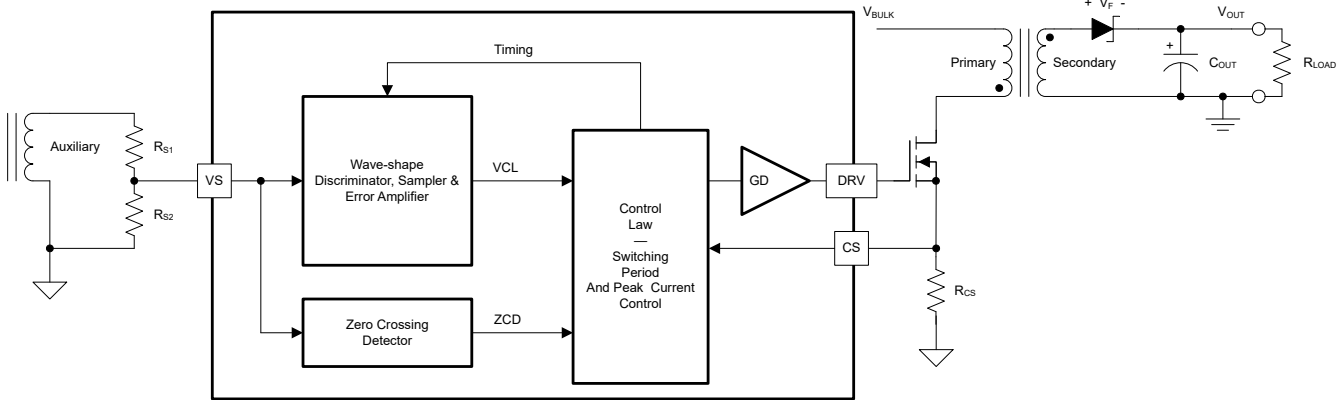 + VF -
VBULK
VOUT
Timing
Primary
Secondary
COUT
RLOAD
Auxiliary
RS1
Wave-shape
Discriminator, Sampler &
Error Amplifier
VS
VCL
GD
DRV
RS2
Control
Law
—
Switching
Period
And Peak Current
Control
CS
+
RCS
Zero Crossing
Detector
ZCD